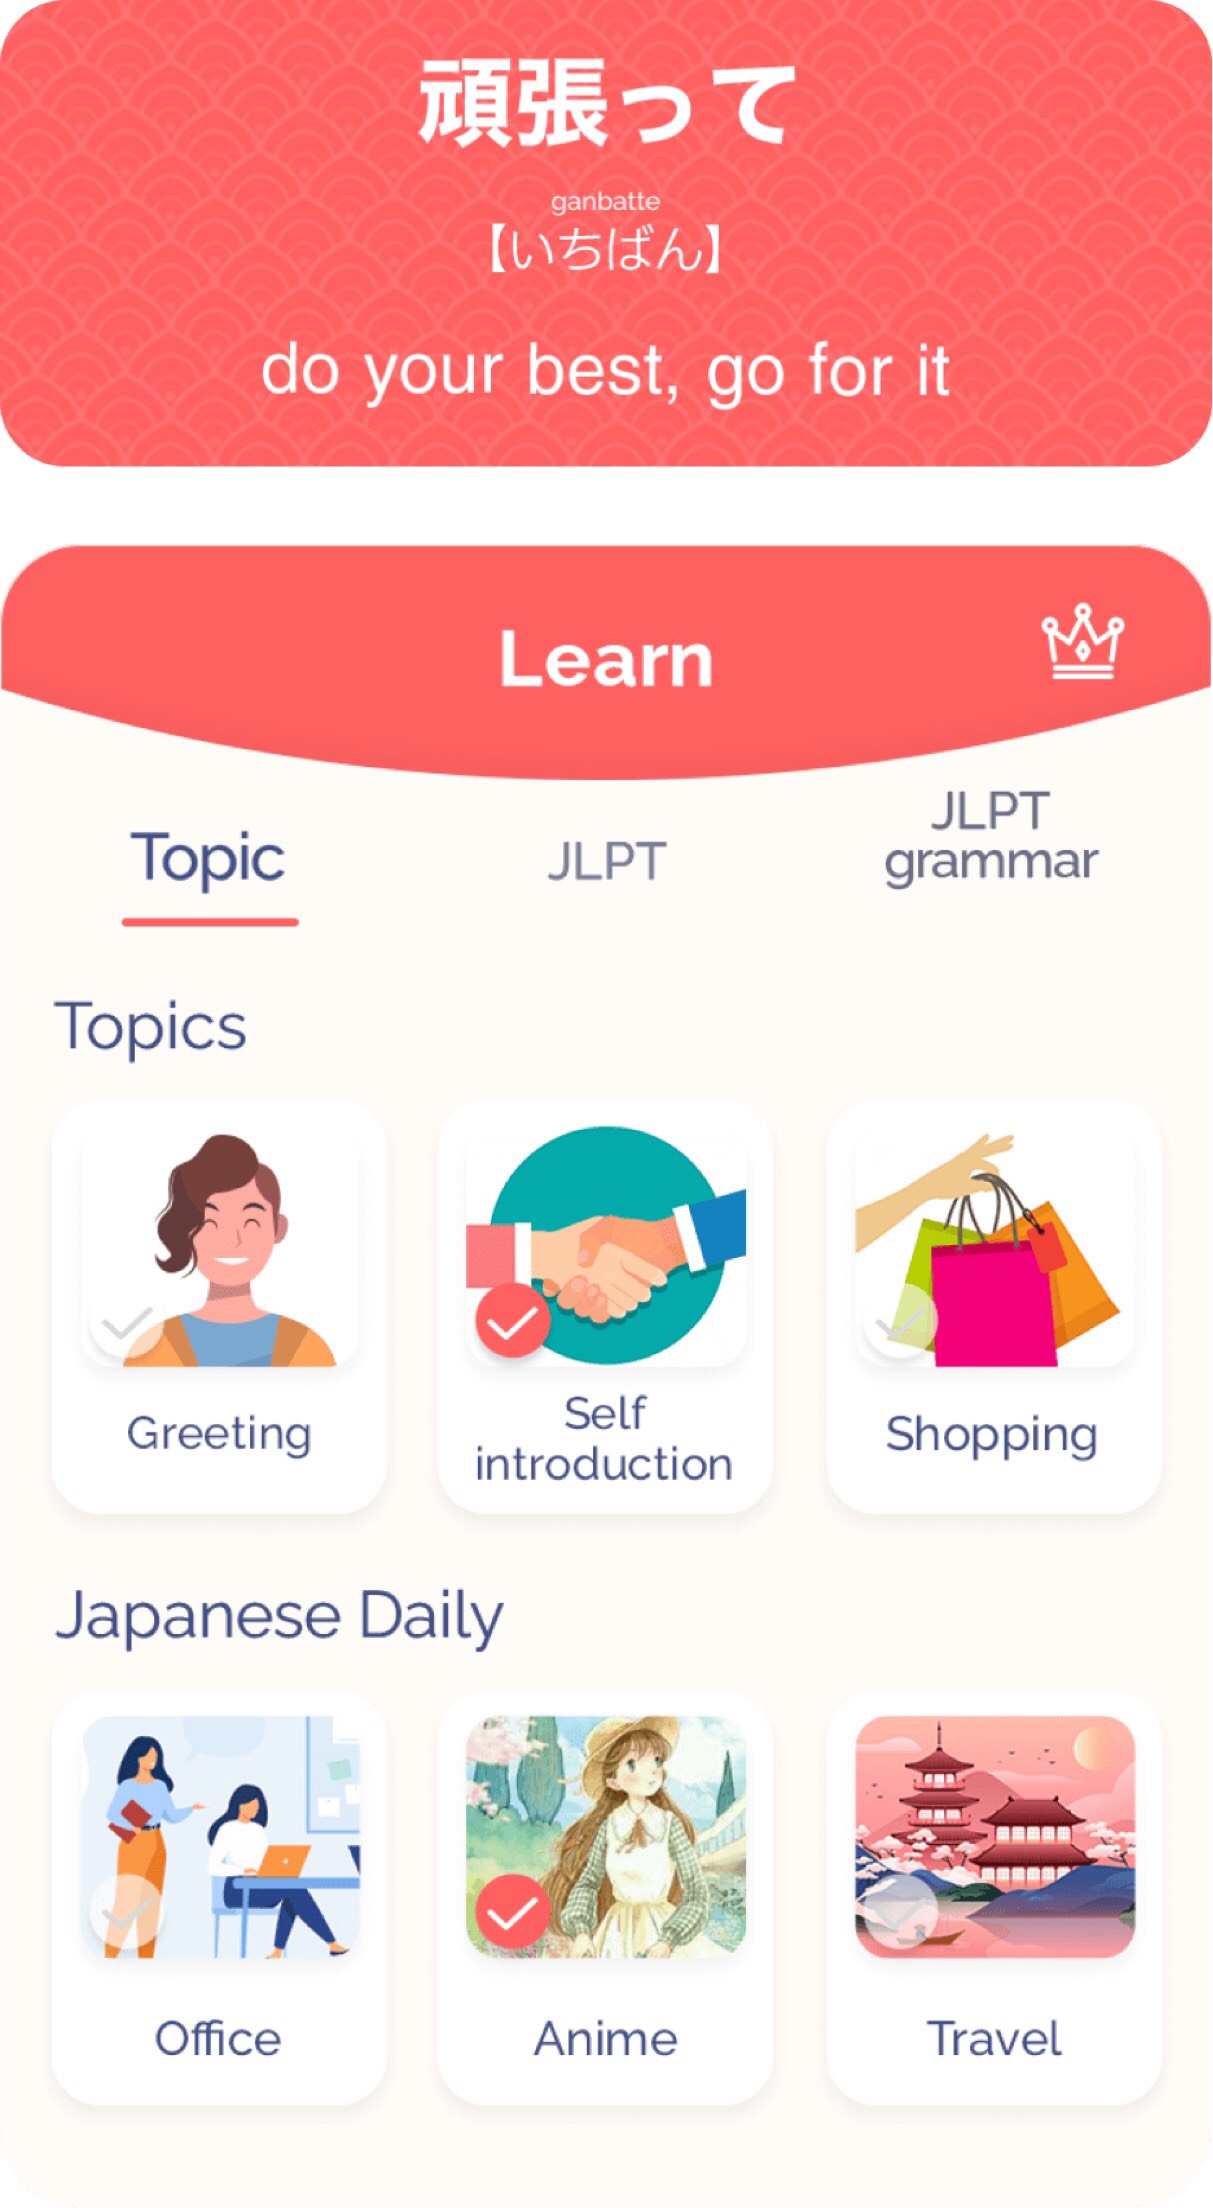 頑張って
ganbatte
【いちばん】
do your best, go for it
Learn
Topic
JLPT
JLPT
grammar
Topics
Greeting
Self
introduction
Shopping
Japanese Daily
Office
Anime
Travel